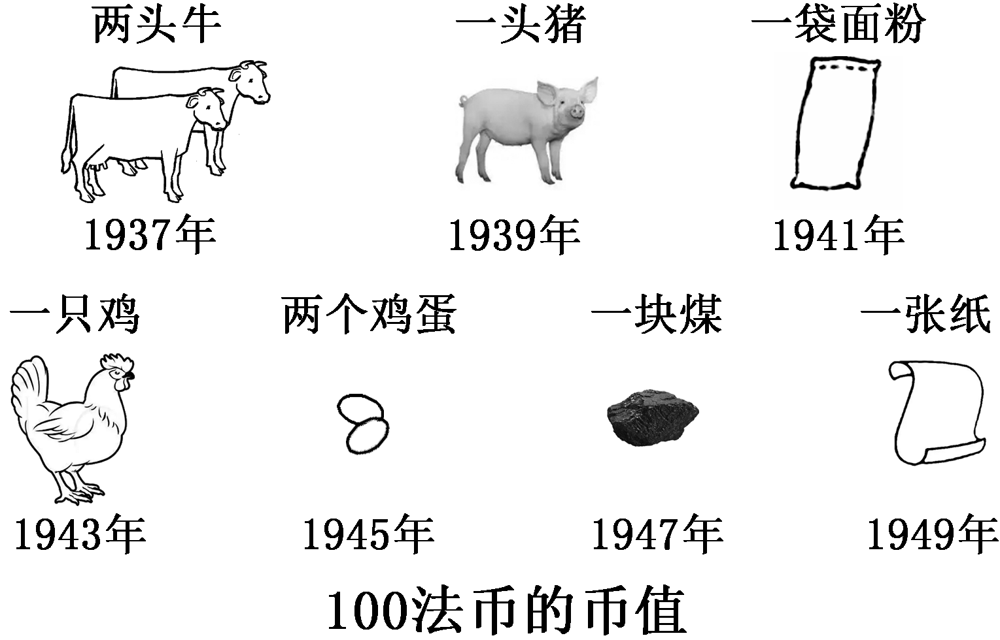 两头牛 一头猪 一袋面粉
1937年 1939年 1941年
一只鸡 两个鸡蛋 一块煤 一张纸
1943年 1945年 1947年 1949年
100法币的币值